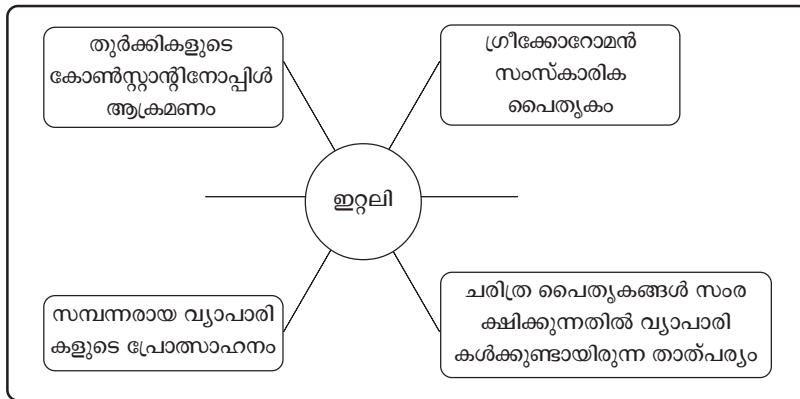 തുർക്കികളുടെ
കോൺസ്റ്റാന്റിനോപ്പിൾ
ആക്രമണം
ഗ്രീക്കോറോമൻ
സംസ്കാരിക
പൈതൃകം
ഇറ്റലി
സമ്പന്നരായ വ്യാപാരി
കളുടെ പ്രോത്സാഹനം
ചരിത്ര പൈതൃകങ്ങൾ സംര
ക്ഷിക്കുന്നതിൽ വ്യാപാരി
കൾക്കുണ്ടായിരുന്ന താത്പര്യം